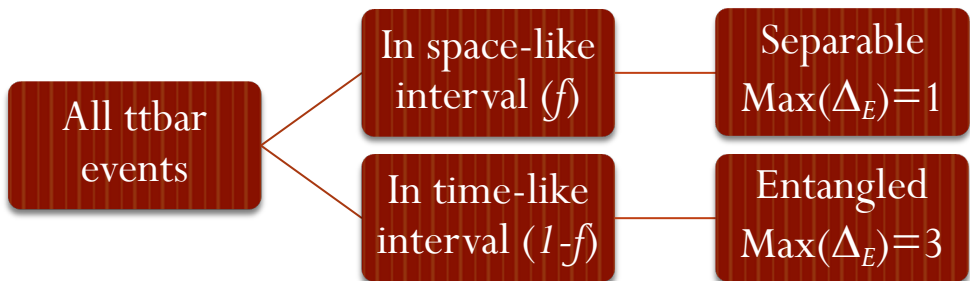 All ttbar
events
In space-like
interval (f)
Separable
Max(Δ_E)=1
In time-like
interval (1-f)
Entangled
Max(Δ_E)=3